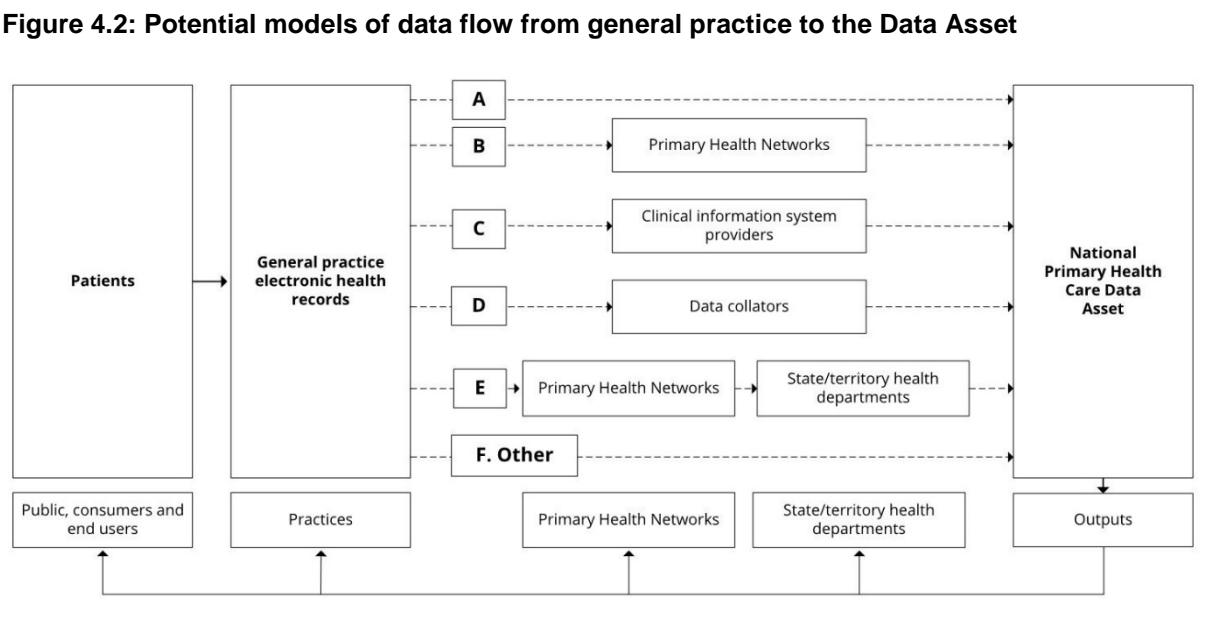 Figure 4.2: Potential models of data flow from general practice to the Data Asset
Patients
General practice
electronic health
records
A
B
Primary Health Networks
C
Clinical information system
providers
D
Data collators
E
Primary Health Networks
State/territory health
departments
F. Other
National
Primary Health
Care Data
Asset
Public, consumers and
end users
Practices
Primary Health Networks
State/territory health
departments
Outputs